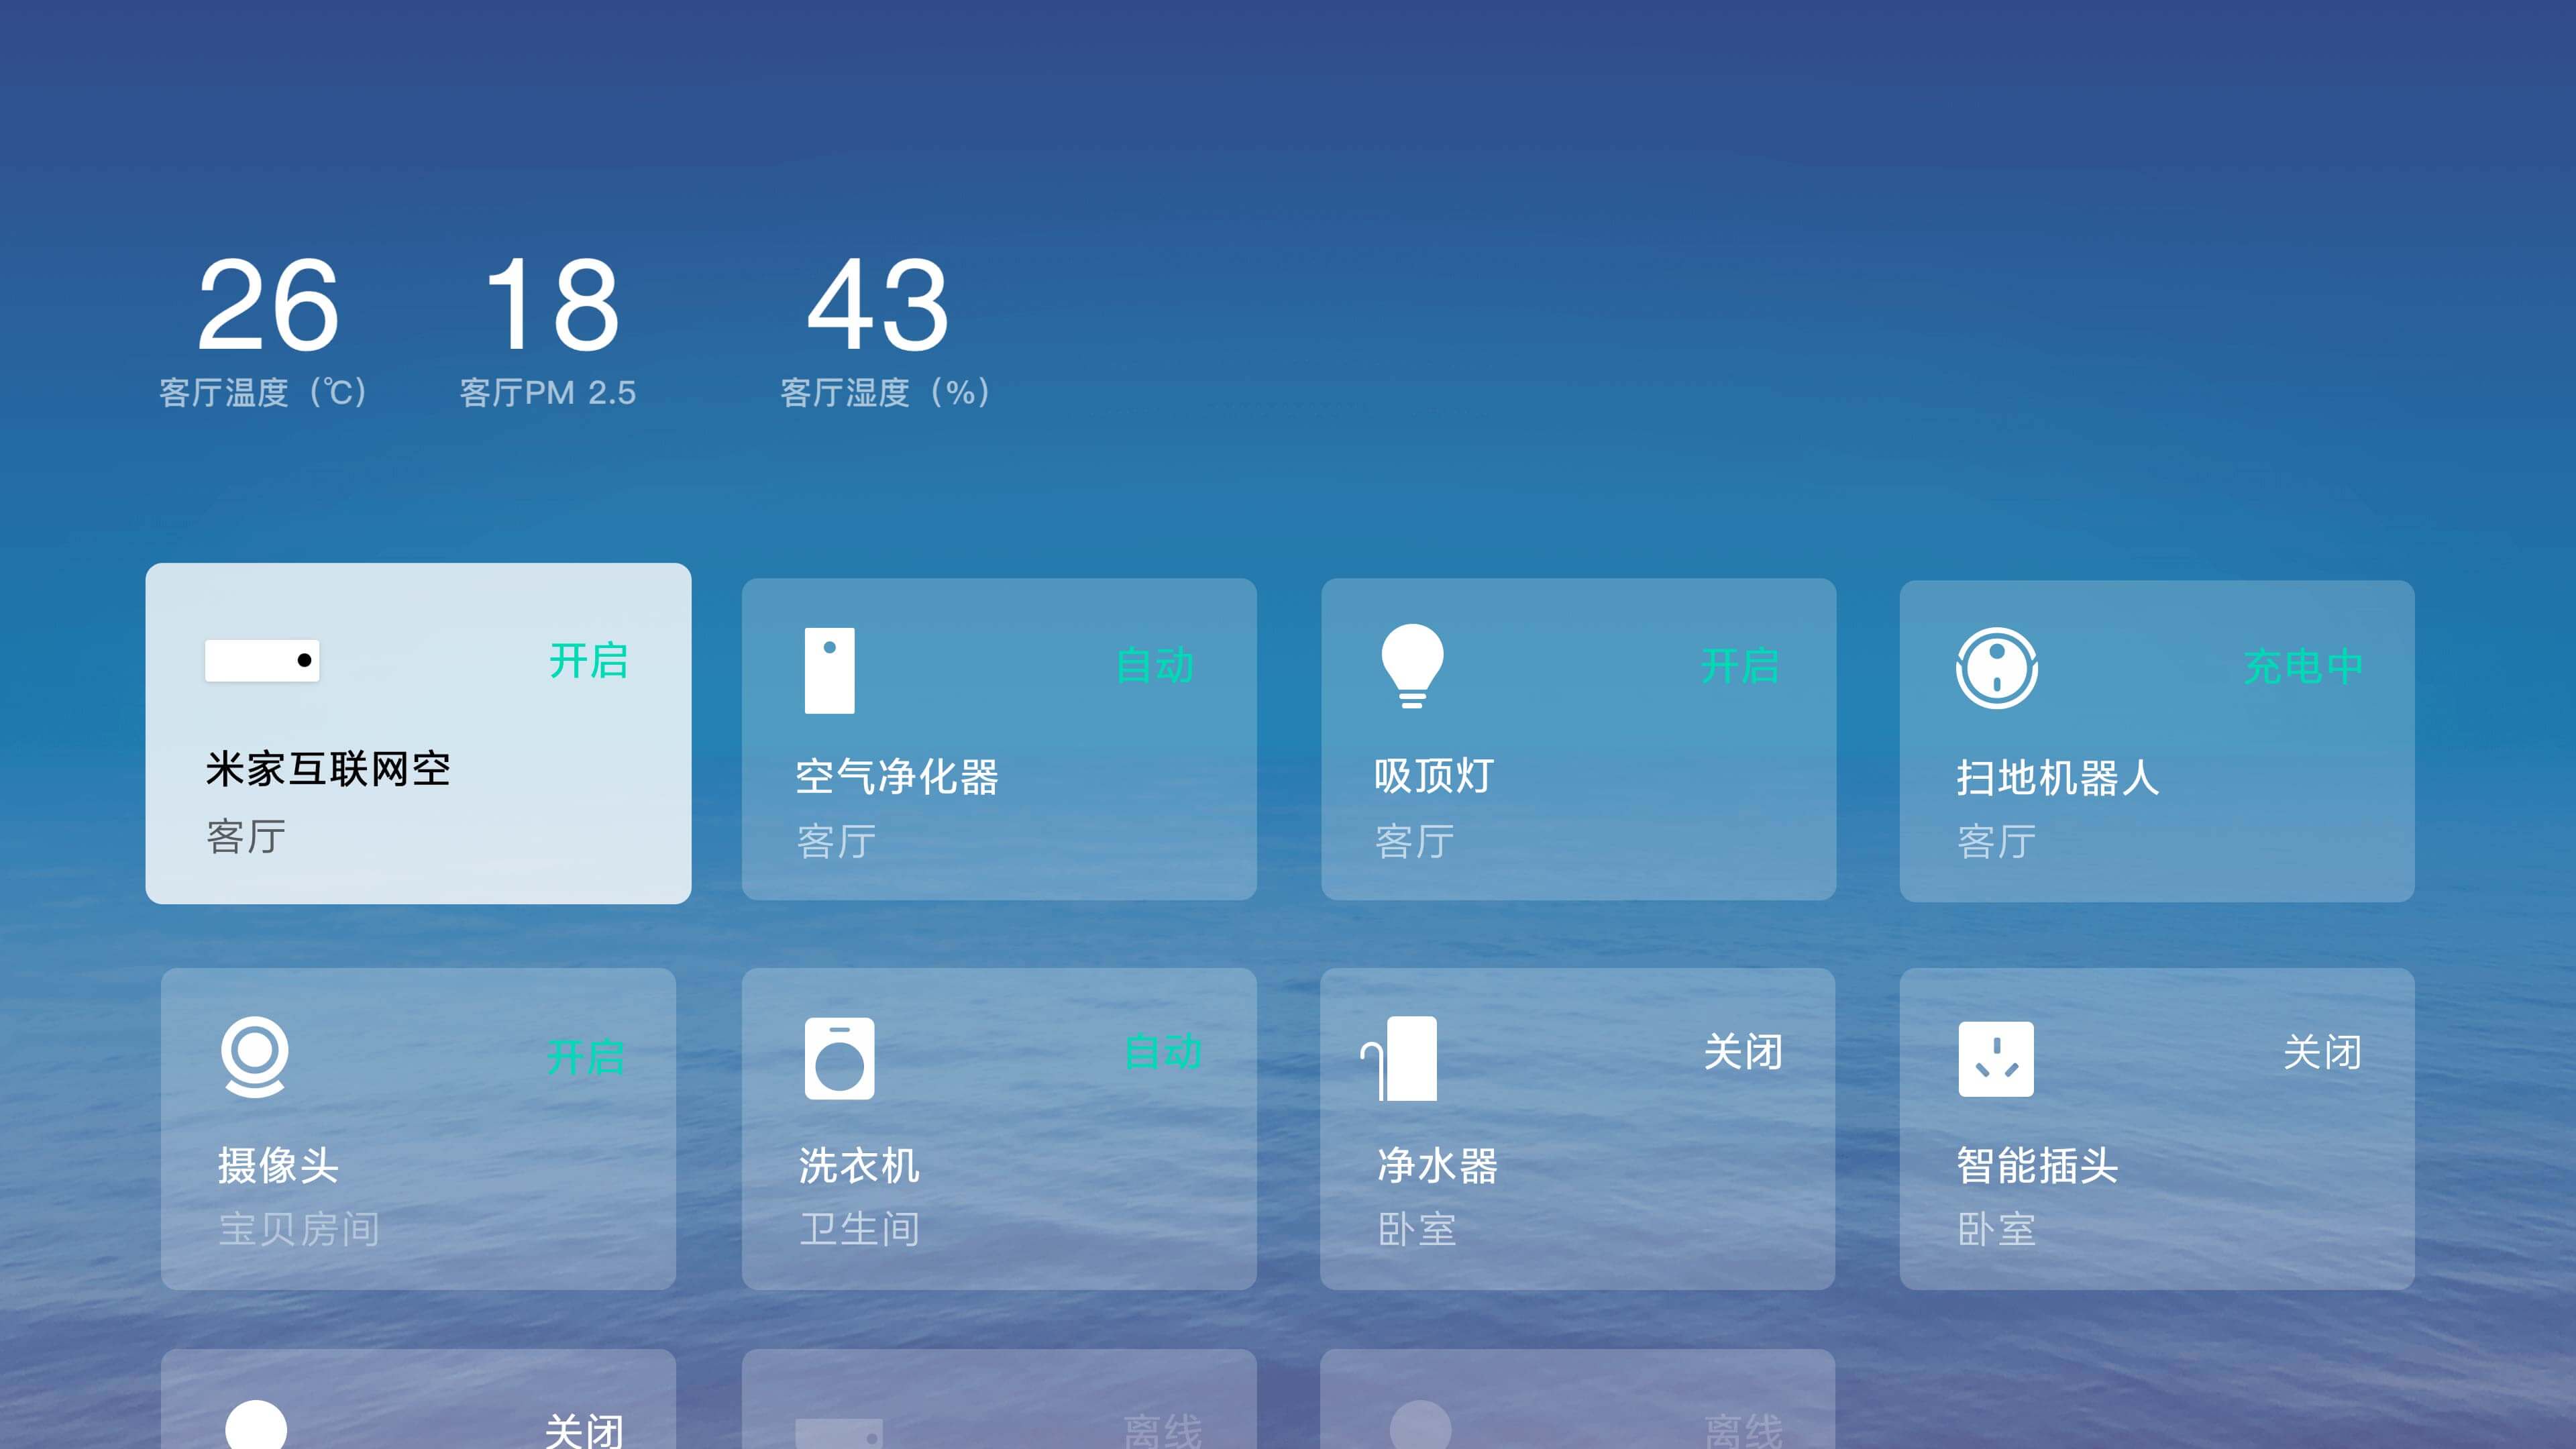 26
18
43
客厅温度（℃）
客厅PM 2.5
客厅湿度（%）
开启
米家互联网空
客厅
自动
空气净化器
客厅
开启
吸顶灯
客厅
充电中
扫地机器人
客厅
开启
摄像头
宝贝房间
自动
洗衣机
卫生间
关闭
净水器
卧室
关闭
智能插头
卧室
关闭
离线
离线